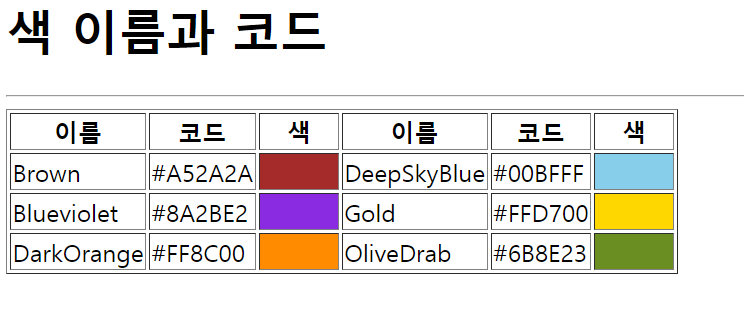 색 이름과 코드
이름 코드 색 이름 코드 색
Brown #A52A2A DeepSkyBlue #00BFFF
Blueviolet #8A2BE2 Gold #FFD700
DarkOrange #FF8C00 OliveDrab #6B8E23